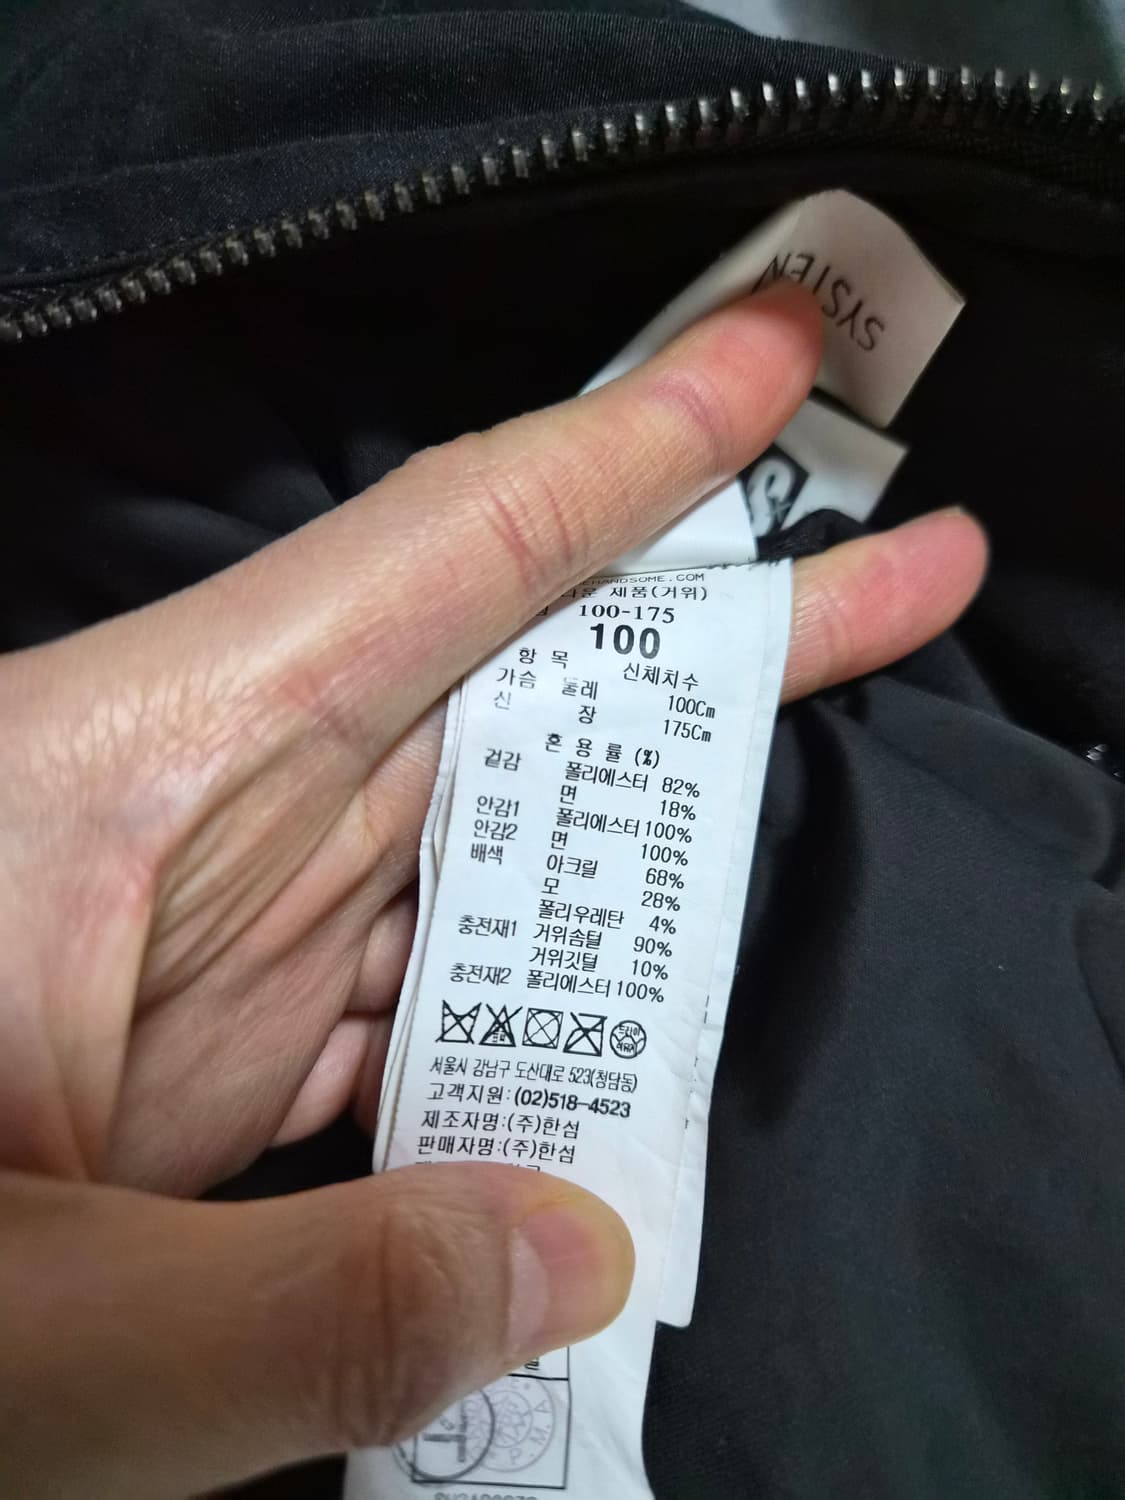 SYSTEM
HANDSOME.COM
다운 제품(거위)
100-175
100
항 목 신체치수
가슴 둘레 100Cm
신 장 175Cm
혼 용 률 (%)
겉감 폴리에스터 82%
면 18%
안감1 폴리에스터 100%
안감2 면 100%
배색 아크릴 68%
모 28%
폴리우레탄 4%
충전재1 거위솜털 90%
거위깃털 10%
충전재2 폴리에스터 100%
드라이
서울시 강남구 도산대로 523(청담동)
고객지원:(02)518-4523
제조자명:(주)한섬
판매자명:(주)한섬